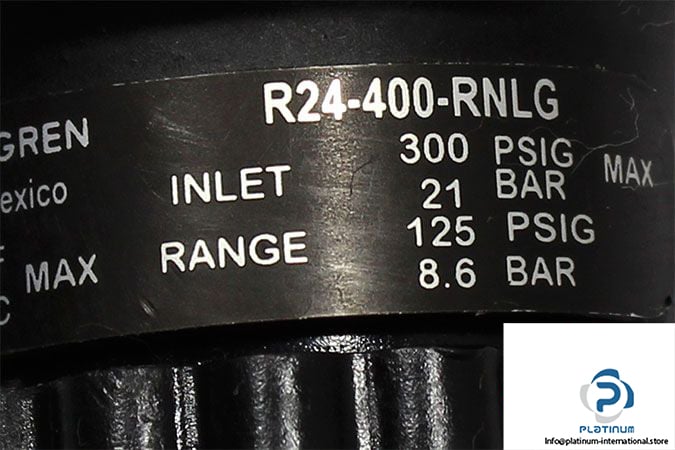 R24-400-RNLG
GREN
exico
INLET 300 PSIG MAX
21 BAR
RANGE 125 PSIG
8.6 BAR
F MAX
C
PLATINUM
Info@platinum-international.store